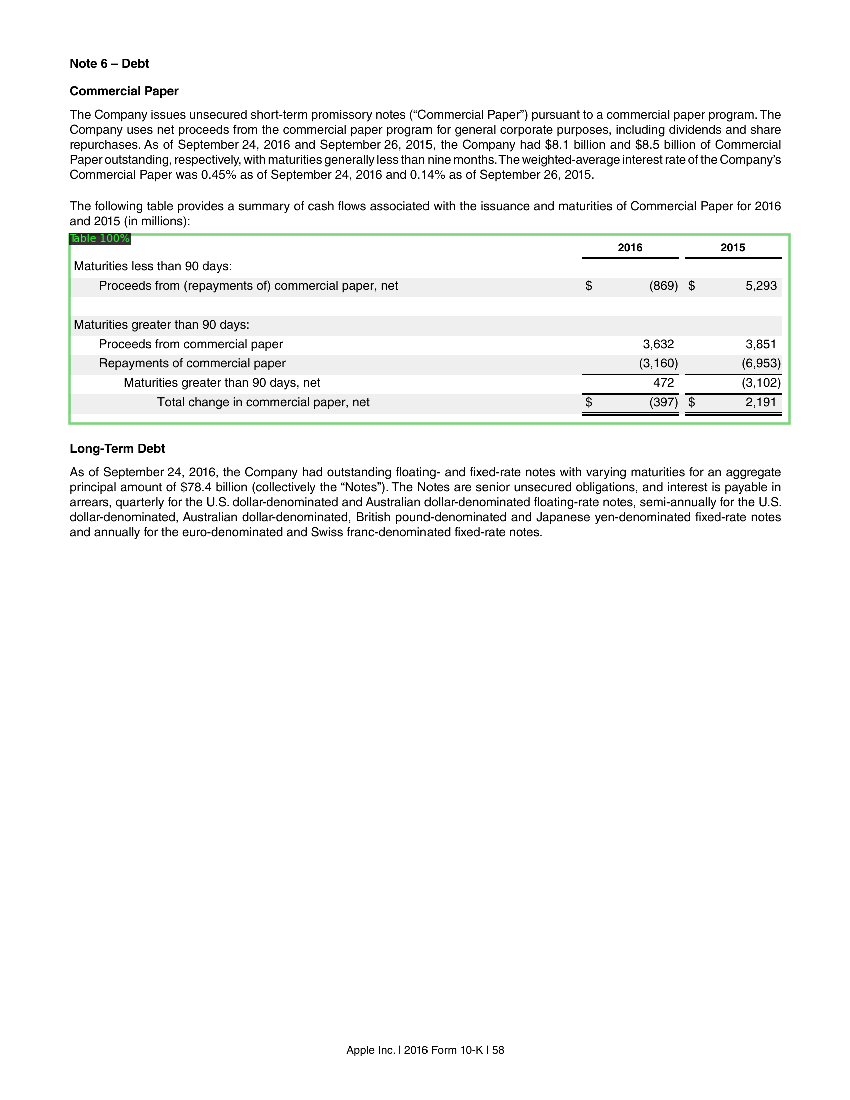 Note 6 – Debt
Commercial Paper
The Company issues unsecured short-term promissory notes (“Commercial Paper”) pursuant to a commercial paper program. The
Company uses net proceeds from the commercial paper program for general corporate purposes, including dividends and share
repurchases. As of September 24, 2016 and September 26, 2015, the Company had $8.1 billion and $8.5 billion of Commercial
Paper outstanding, respectively, with maturities generally less than nine months. The weighted-average interest rate of the Company’s
Commercial Paper was 0.45% as of September 24, 2016 and 0.14% as of September 26, 2015.
The following table provides a summary of cash flows associated with the issuance and maturities of Commercial Paper for 2016
and 2015 (in millions):
Table 100%
2016 2015
Maturities less than 90 days:
Proceeds from (repayments of) commercial paper, net $ (869) $ 5,293
Maturities greater than 90 days:
Proceeds from commercial paper 3,632 3,851
Repayments of commercial paper (3,160) (6,953)
Maturities greater than 90 days, net 472 (3,102)
Total change in commercial paper, net $ (397) $ 2,191
Long-Term Debt
As of September 24, 2016, the Company had outstanding floating- and fixed-rate notes with varying maturities for an aggregate
principal amount of $78.4 billion (collectively the “Notes”). The Notes are senior unsecured obligations, and interest is payable in
arrears, quarterly for the U.S. dollar-denominated and Australian dollar-denominated floating-rate notes, semi-annually for the U.S.
dollar-denominated, Australian dollar-denominated, British pound-denominated and Japanese yen-denominated fixed-rate notes
and annually for the euro-denominated and Swiss franc-denominated fixed-rate notes.
Apple Inc. | 2016 Form 10-K | 58